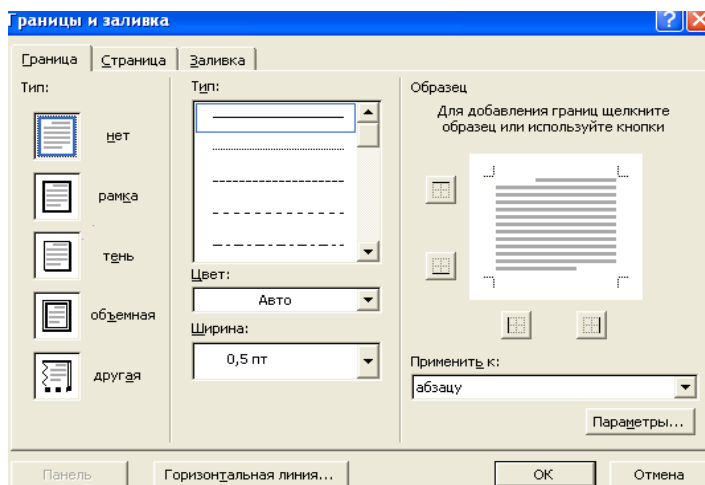 Границы и заливка
Граница Страница Заливка
Тип:
нет
рамка
тень
объемная
другая
Тип:
Цвет:
Авто
Ширина:
0,5 пт
Образец
Для добавления границ щелкните
образец или используйте кнопки
Применить к:
абзацу
Параметры...
Панель Горизонтальная линия... ОК Отмена